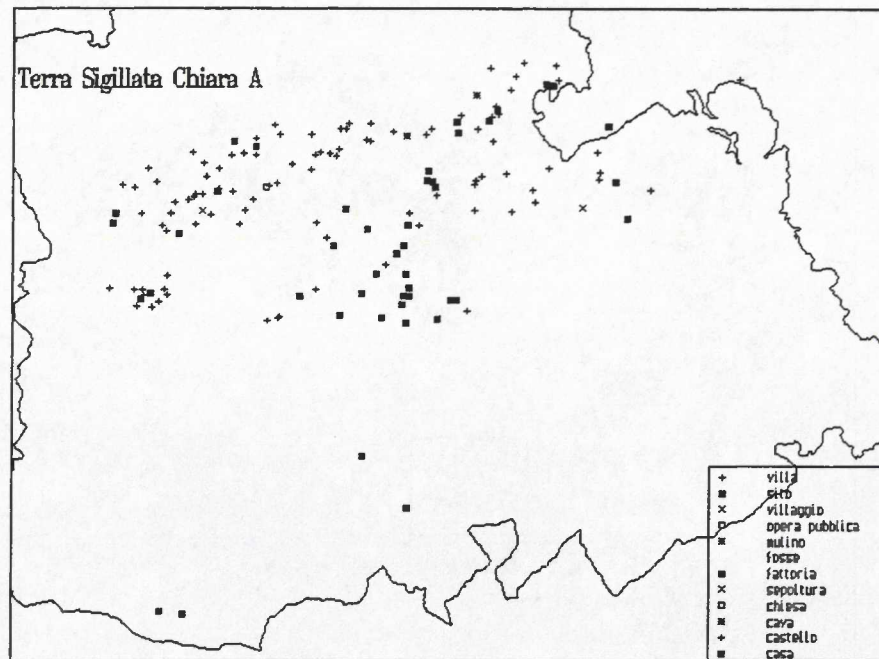 Terra Sigillata Chiara A
villa
sito
villaggio
opera pubblica
mulino
fosse
fattoria
sepoltura
chiesa
cava
castello
casa